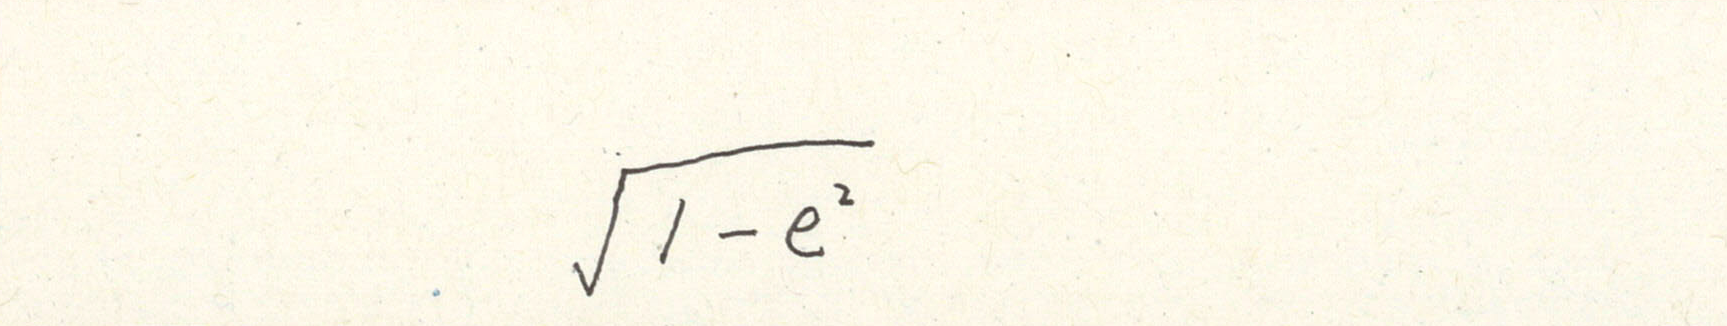 √(1 - e²)